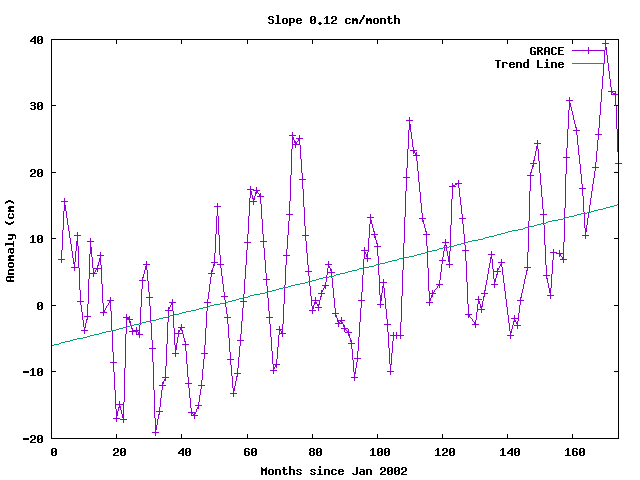 Slope 0.12 cm/month
40
30
20
10
0
-10
-20
Anomaly (cm)
GRACE
Trend Line
0 20 40 60 80 100 120 140 160
Months since Jan 2002